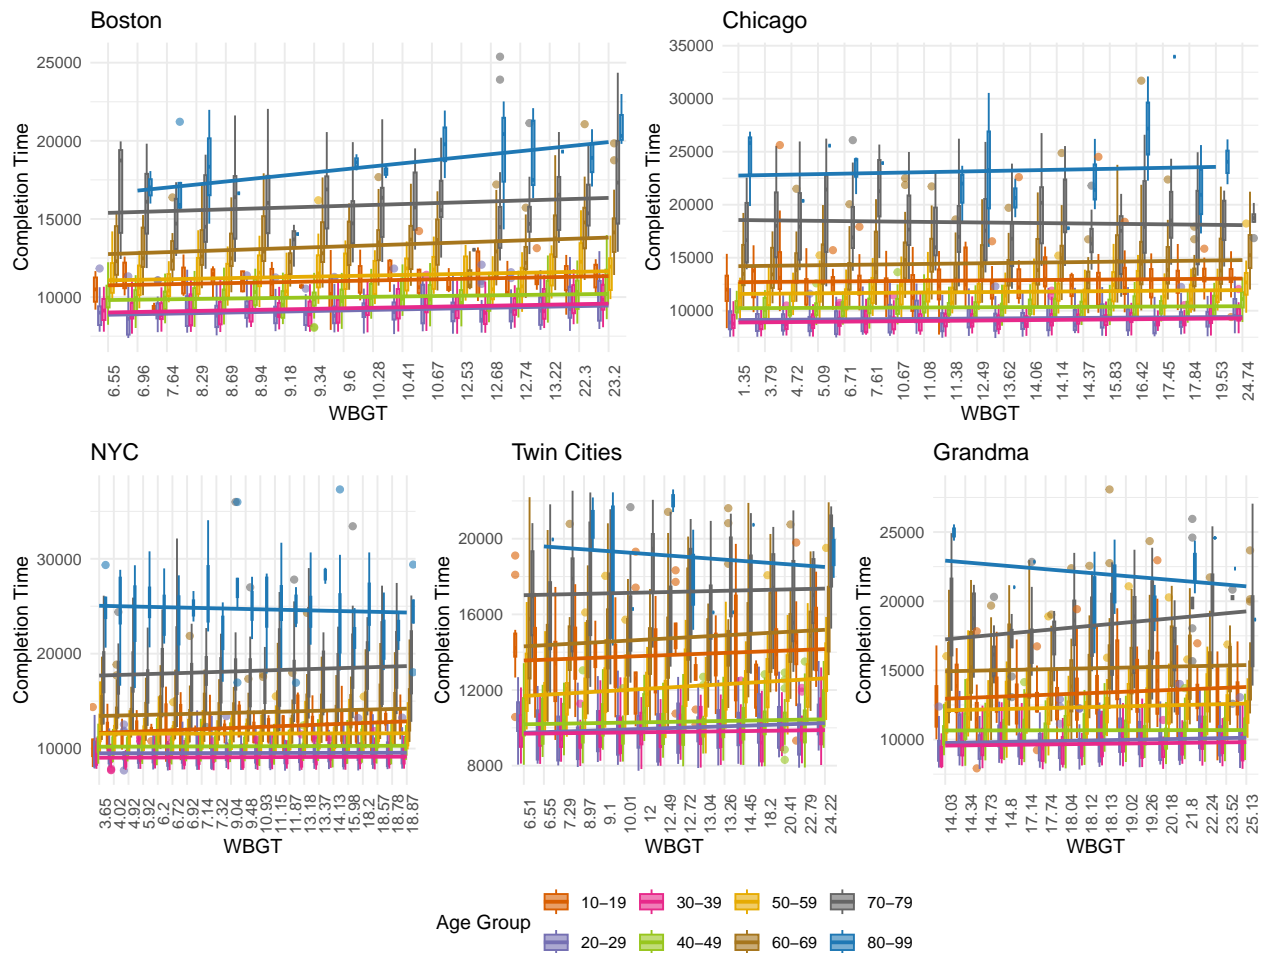 Boston
Completion Time
25000
20000
15000
10000
6.55 6.96 7.64 8.29 8.69 8.94 9.18 9.34 9.6 10.28 10.41 10.67 12.53 12.68 12.74 13.22 22.3 23.2
WBGT
Chicago
Completion Time
35000
30000
25000
20000
15000
10000
1.35 3.79 4.72 5.09 6.71 7.61 10.67 11.08 11.38 12.49 13.62 14.06 14.14 14.37 15.83 16.42 17.45 17.84 19.53 24.74
WBGT
NYC
Completion Time
30000
20000
10000
3.65 4.02 4.92 5.92 6.2 6.72 6.92 7.14 7.32 9.04 9.48 10.93 11.15 11.87 13.18 13.37 14.13 15.98 18.2 18.57 18.78 18.87
WBGT
Twin Cities
Completion Time
20000
16000
12000
8000
6.51 6.55 7.29 8.97 9.1 10.01 12 12.49 12.72 13.04 13.26 14.45 18.2 20.41 22.79 24.22
WBGT
Grandma
Completion Time
25000
20000
15000
10000
14.03 14.34 14.73 14.8 17.14 17.74 18.04 18.12 18.13 19.02 19.26 20.18 21.8 22.24 23.52 25.13
WBGT
Age Group
10−19 30−39 50−59 70−79
20−29 40−49 60−69 80−99